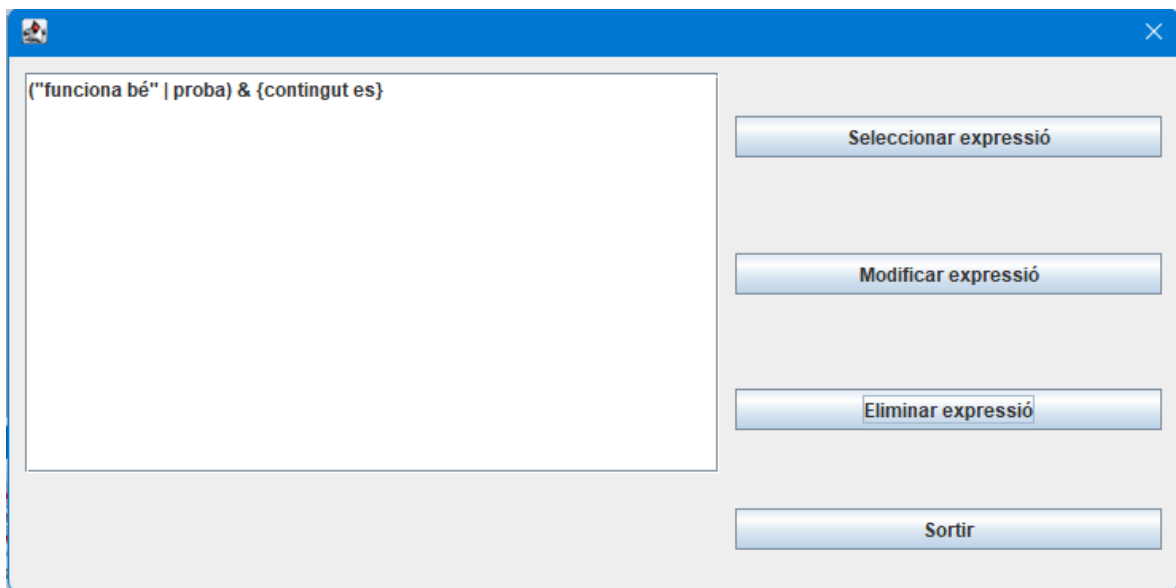 ("funciona bé" | proba) & {contingut es}
Seleccionar expressió
Modificar expressió
Eliminar expressió
Sortir